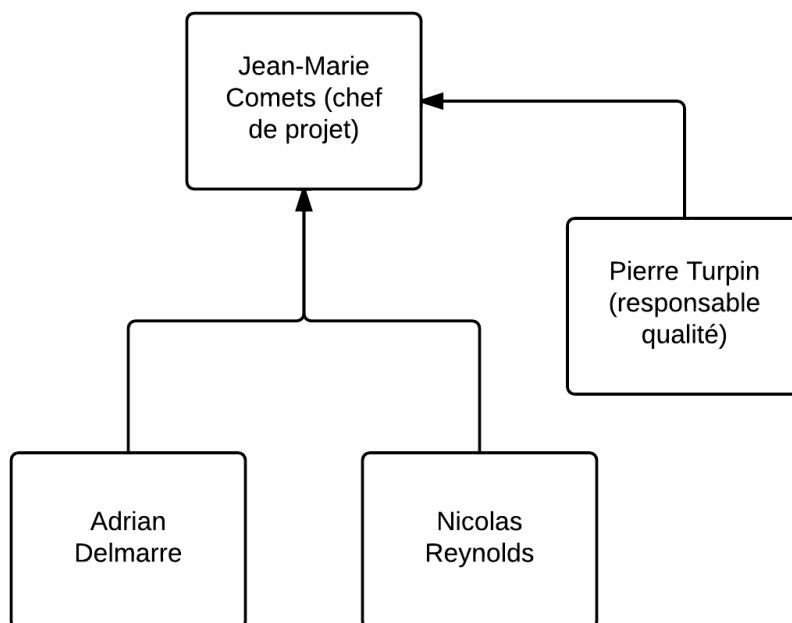 Jean-Marie
Comets (chef
de projet)
Pierre Turpin
(responsable
qualité)
Adrian
Delmarre
Nicolas
Reynolds